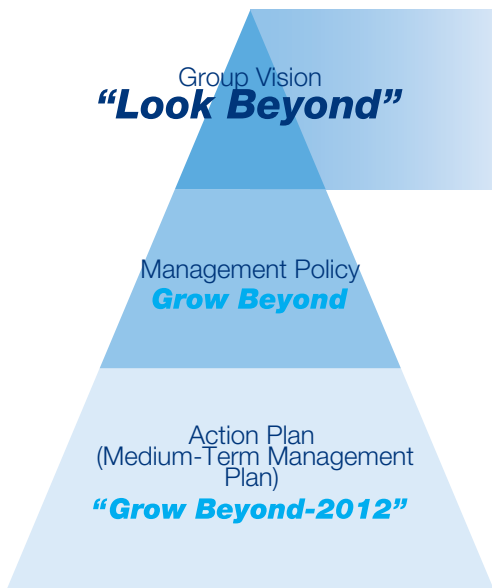 Group Vision
“Look Beyond”
Management Policy
Grow Beyond
Action Plan
(Medium-Term Management
Plan)
“Grow Beyond-2012”